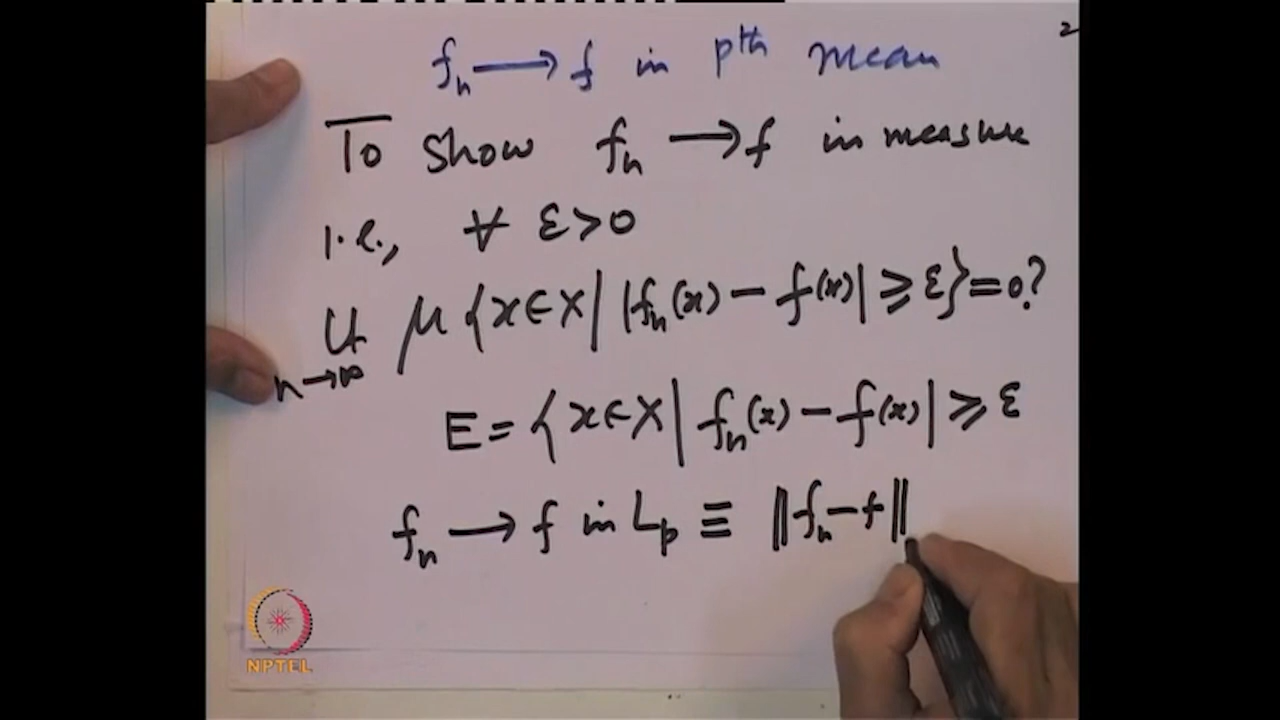 2
fₙ ⟶ f in pth mean
To Show fₙ ⟶ f in measure
i.e., ∀ ε>0
Lt n→∞ μ{x∈X | |fₙ(x) − f(x)| ⩾ ε} = 0?
E = {x∈X | fₙ(x) − f(x)| ⩾ ε
fₙ ⟶ f in Lp ≡ ‖fₙ − f‖
NPTEL